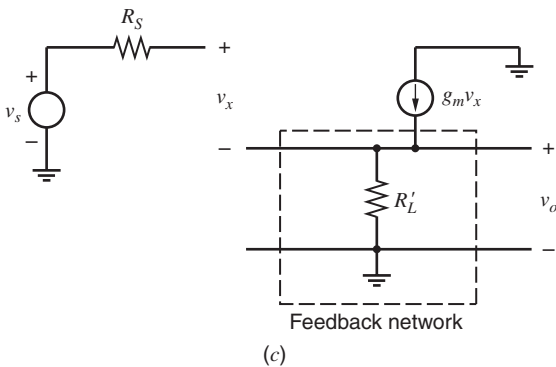 R_S
+
+
v_s
−
v_x
g_m v_x
−
+
R'_L
v_o
−
Feedback network
(c)